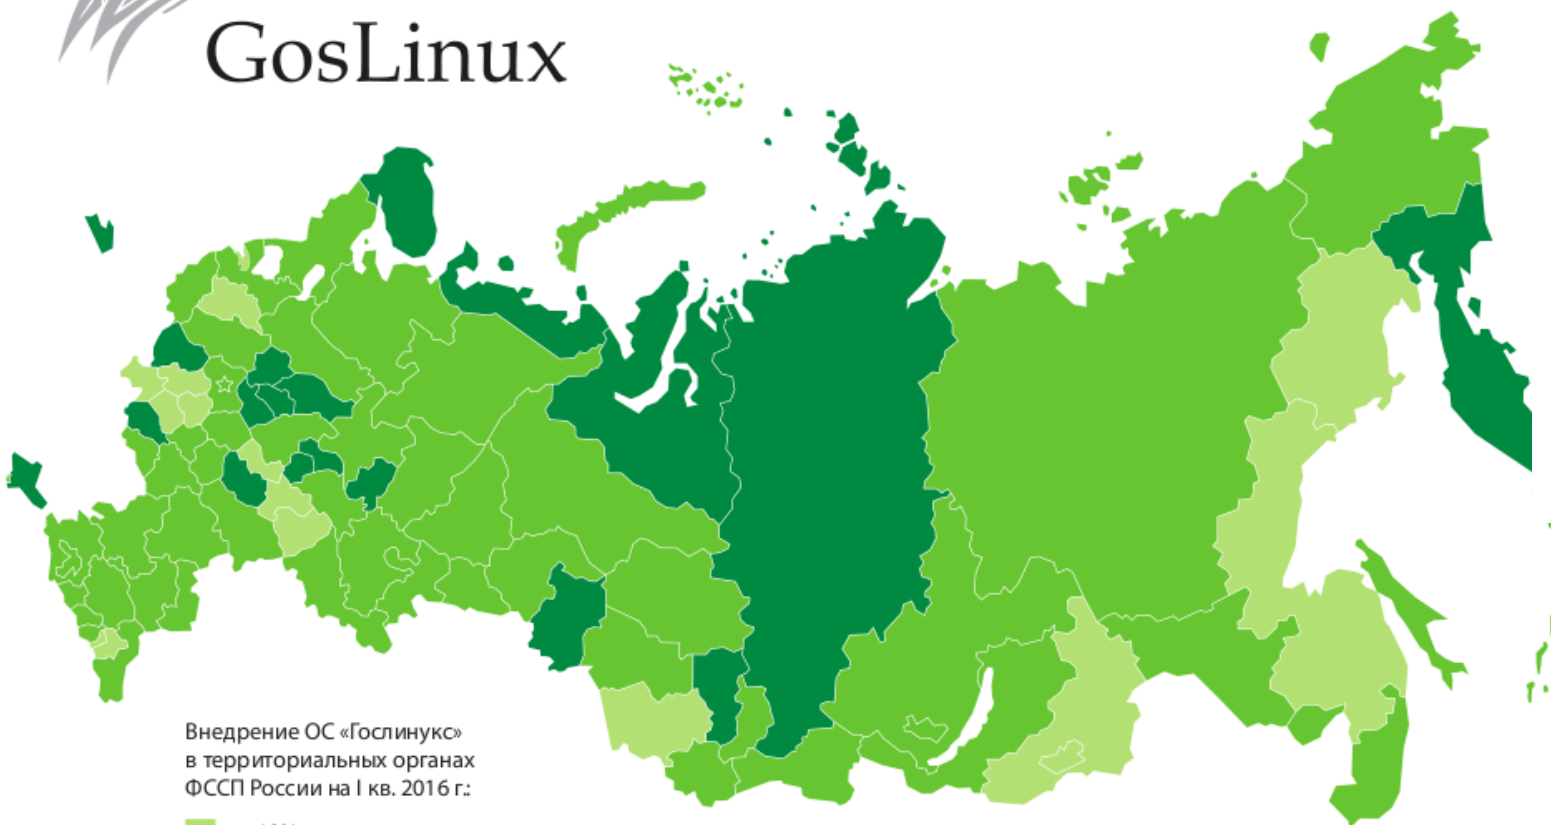 GosLinux
Внедрение ОС «Гослинукс»
в территориальных органах
ФССП России на I кв. 2016 г.: